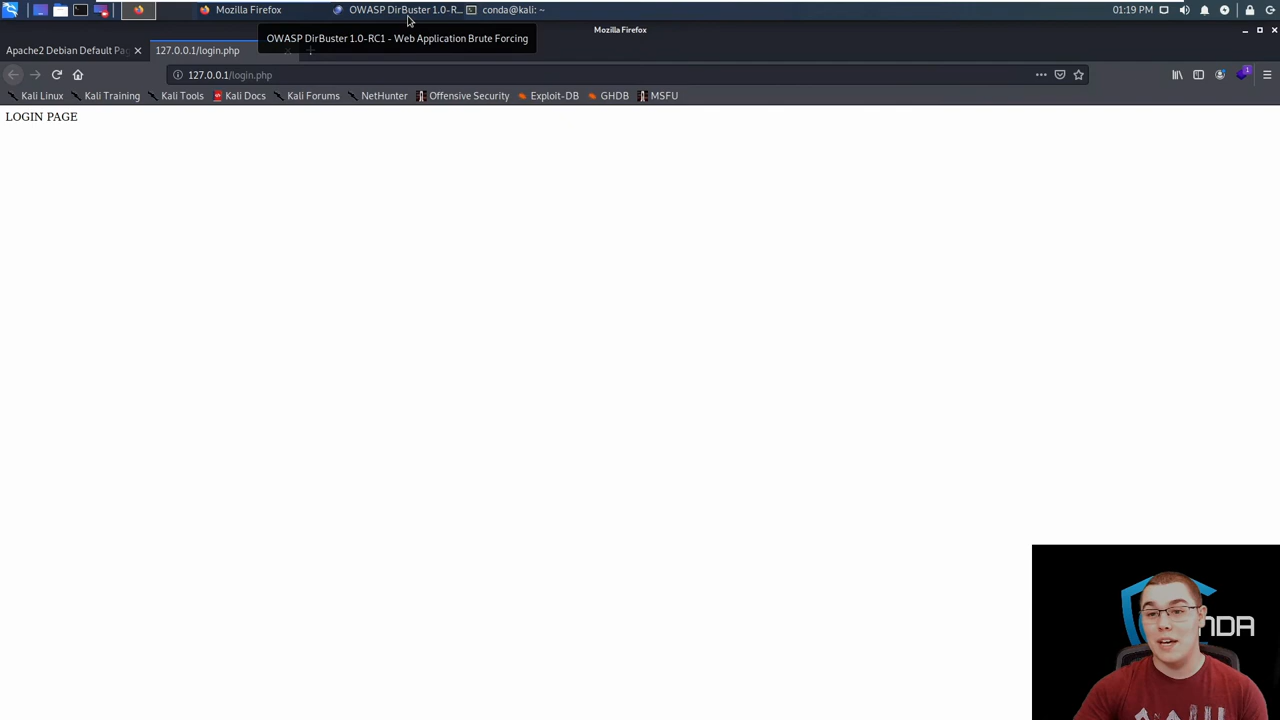 Mozilla Firefox
OWASP DirBuster 1.0-R...
conda@kali: ~
01:19 PM
Mozilla Firefox
OWASP DirBuster 1.0-RC1 - Web Application Brute Forcing
Apache2 Debian Default Pa
127.0.0.1/login.php
127.0.0.1/login.php
1
Kali Linux
Kali Training
Kali Tools
Kali Docs
Kali Forums
NetHunter
Offensive Security
Exploit-DB
GHDB
MSFU
LOGIN PAGE
NDA